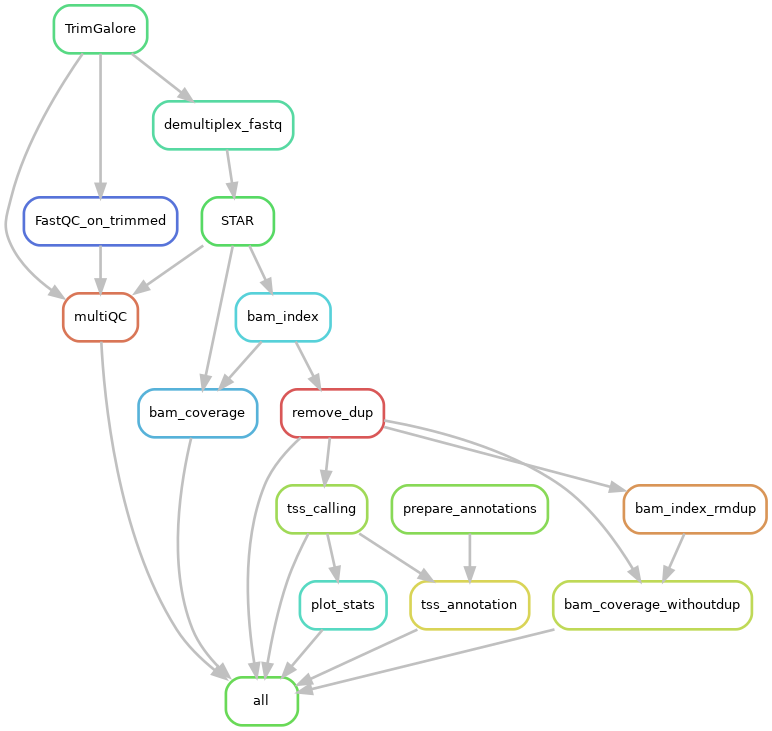 TrimGalore
demultiplex_fastq
FastQC_on_trimmed
STAR
multiQC
bam_index
bam_coverage
remove_dup
tss_calling
prepare_annotations
bam_index_rmdup
plot_stats
tss_annotation
bam_coverage_withoutdup
all